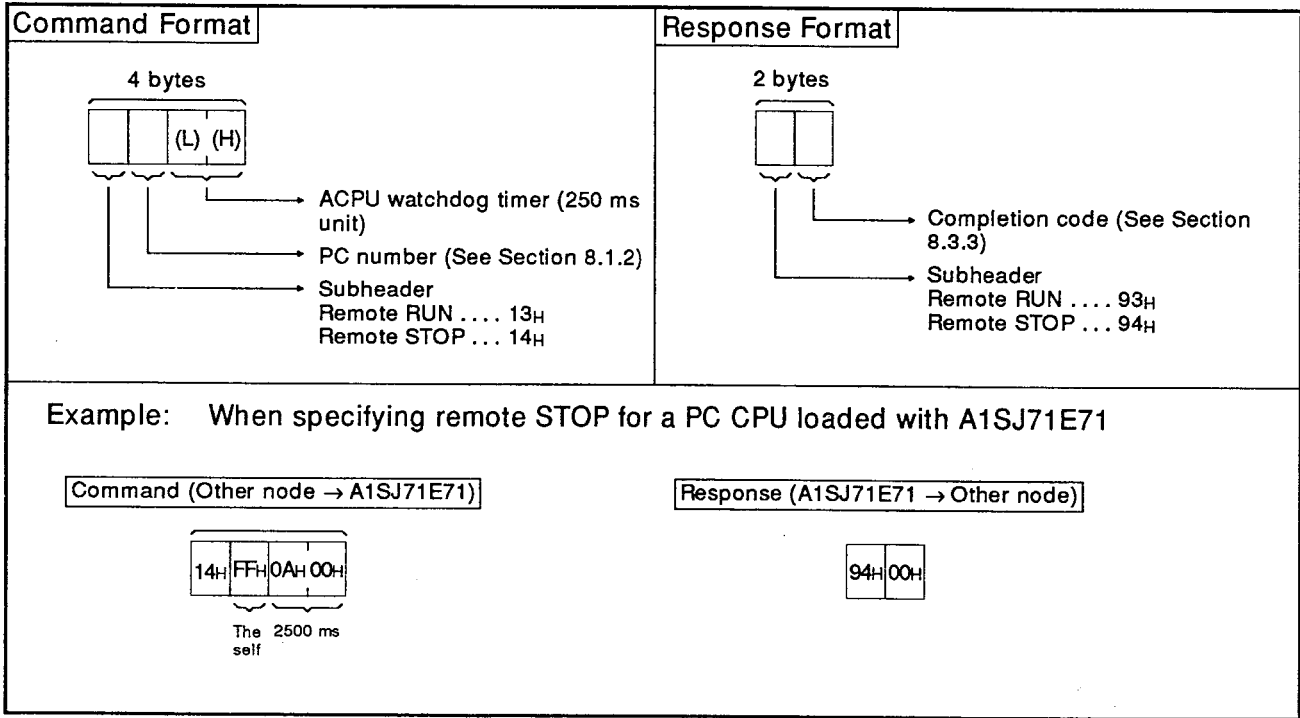 Command Format
4 bytes
(L) (H)
ACPU watchdog timer (250 ms
unit)
PC number (See Section 8.1.2)
Subheader
Remote RUN .... 13H
Remote STOP ... 14H
Response Format
2 bytes
Completion code (See Section
8.3.3)
Subheader
Remote RUN .... 93H
Remote STOP ... 94H
Example: When specifying remote STOP for a PC CPU loaded with A1SJ71E71
Command (Other node → A1SJ71E71)
14H FFH 0AH 00H
The 2500 ms
self
Response (A1SJ71E71 → Other node)
94H 00H